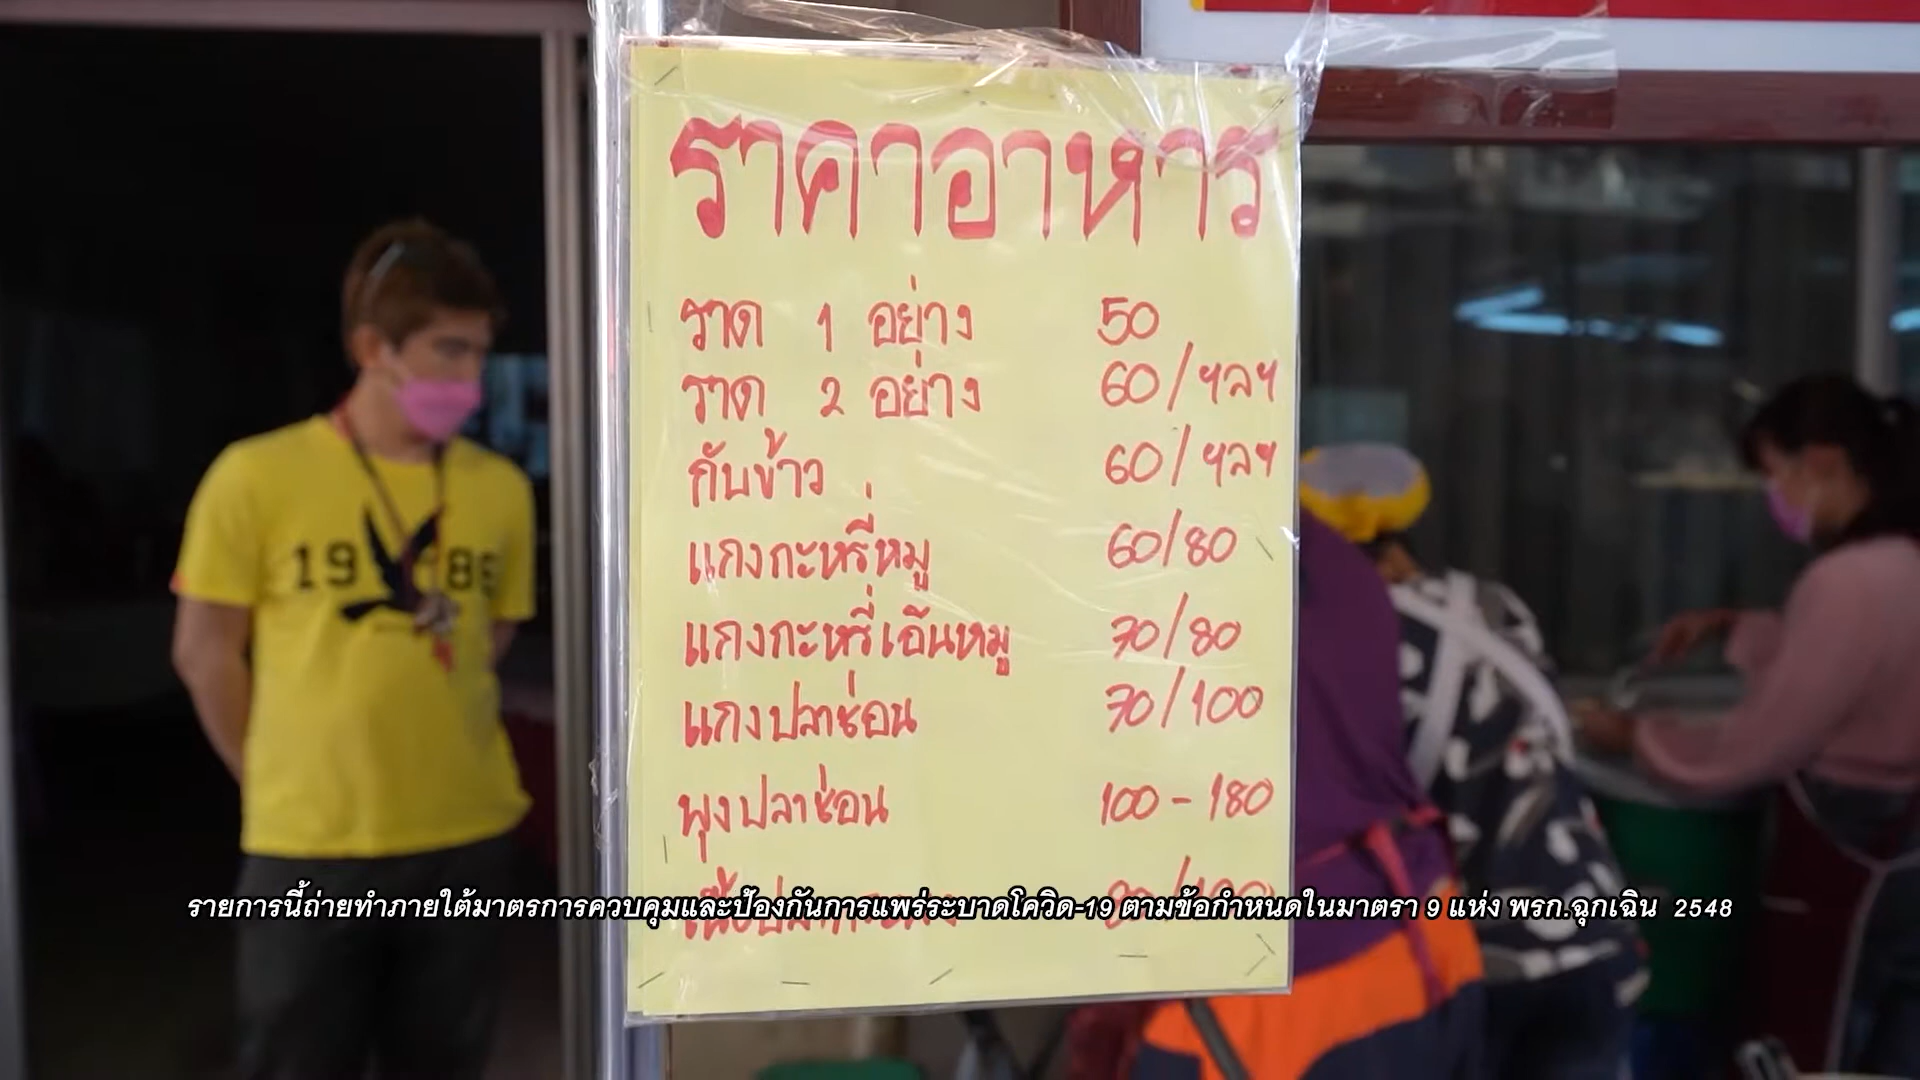 ราคาอาหาร
ราด 1 อย่าง 50
ราด 2 อย่าง 60/ฯลฯ
กับข้าว 60/ฯลฯ
แกงกะหรี่หมู 60/80
แกงกะหรี่เอ็นหมู 70/80
แกงปลาช่อน 70/100
พุงปลาช่อน 100-180
รายการนี้ถ่ายทำภายใต้มาตรการควบคุมและป้องกันการแพร่ระบาดโควิด-19 ตามข้อกำหนดในมาตรา 9 แห่ง พรก.ฉุกเฉิน 2548
19 89